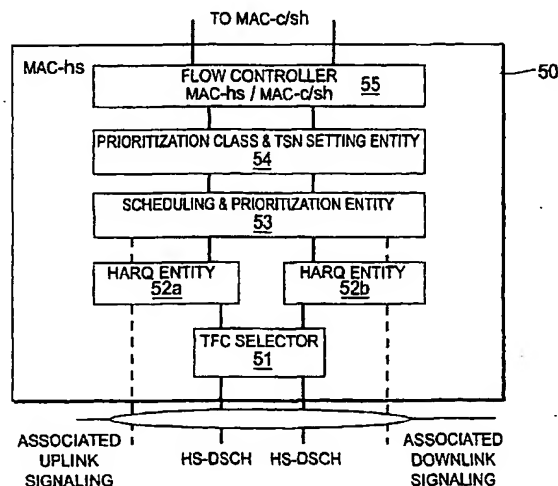 TO MAC-c/sh
MAC-hs
50
FLOW CONTROLLER
MAC-hs / MAC-c/sh 55
PRIORITIZATION CLASS & TSN SETTING ENTITY
54
SCHEDULING & PRIORITIZATION ENTITY
53
HARQ ENTITY
52a
HARQ ENTITY
52b
TFC SELECTOR
51
ASSOCIATED
UPLINK
SIGNALING
HS-DSCH
HS-DSCH
ASSOCIATED
DOWNLINK
SIGNALING